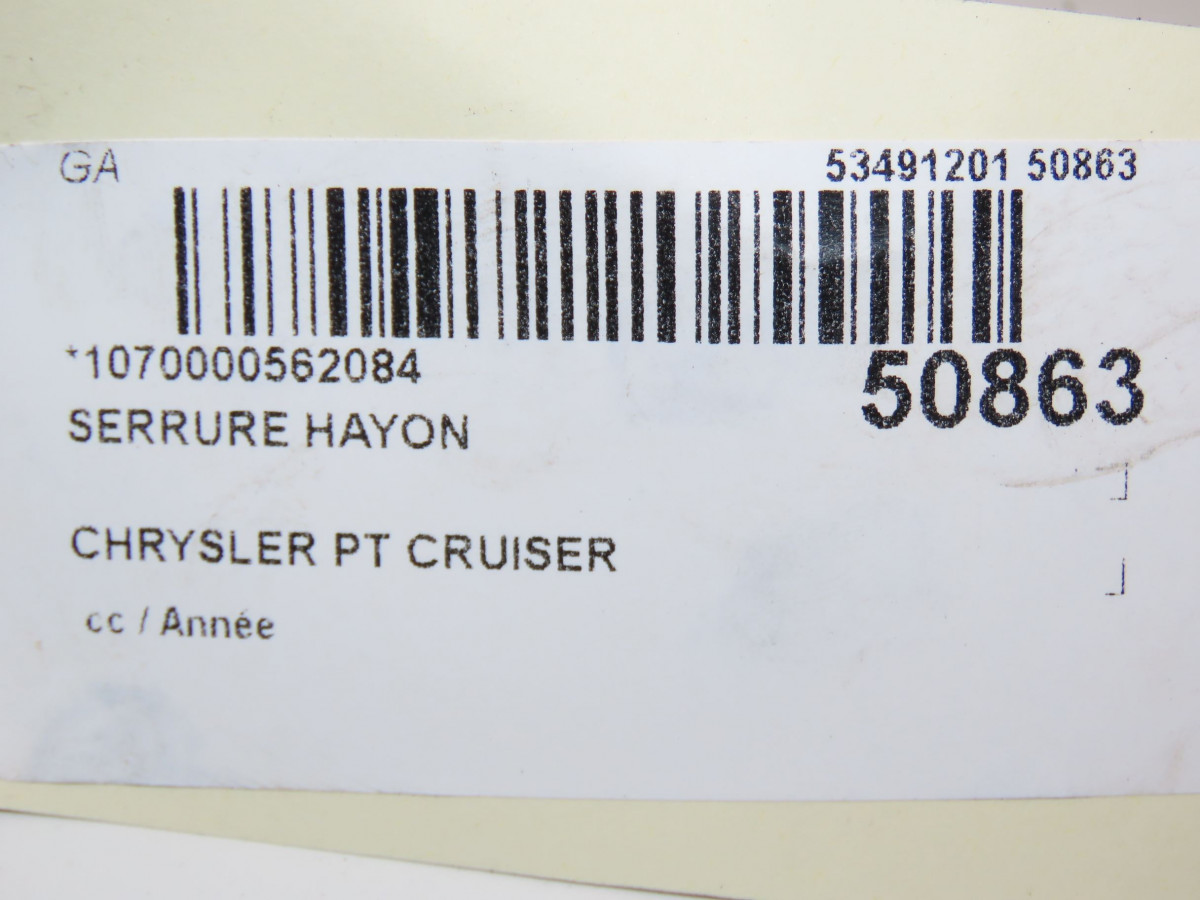 GA 53491201 50863
*1070000562084 50863
SERRURE HAYON
CHRYSLER PT CRUISER
cc / Année